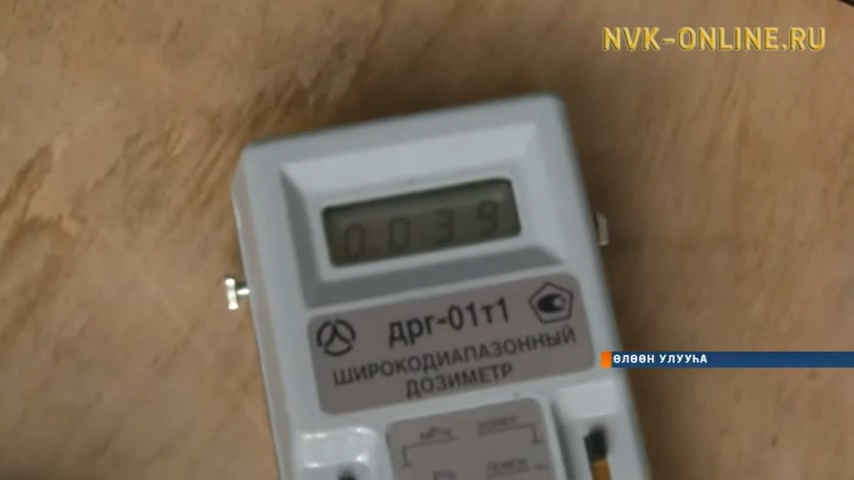 NVK-ONLINE.RU
0.039
дрг-01т1
ШИРОКОДИАПАЗОННЫЙ
ДОЗИМЕТР
ӨЛӨӨН УЛУУҺА